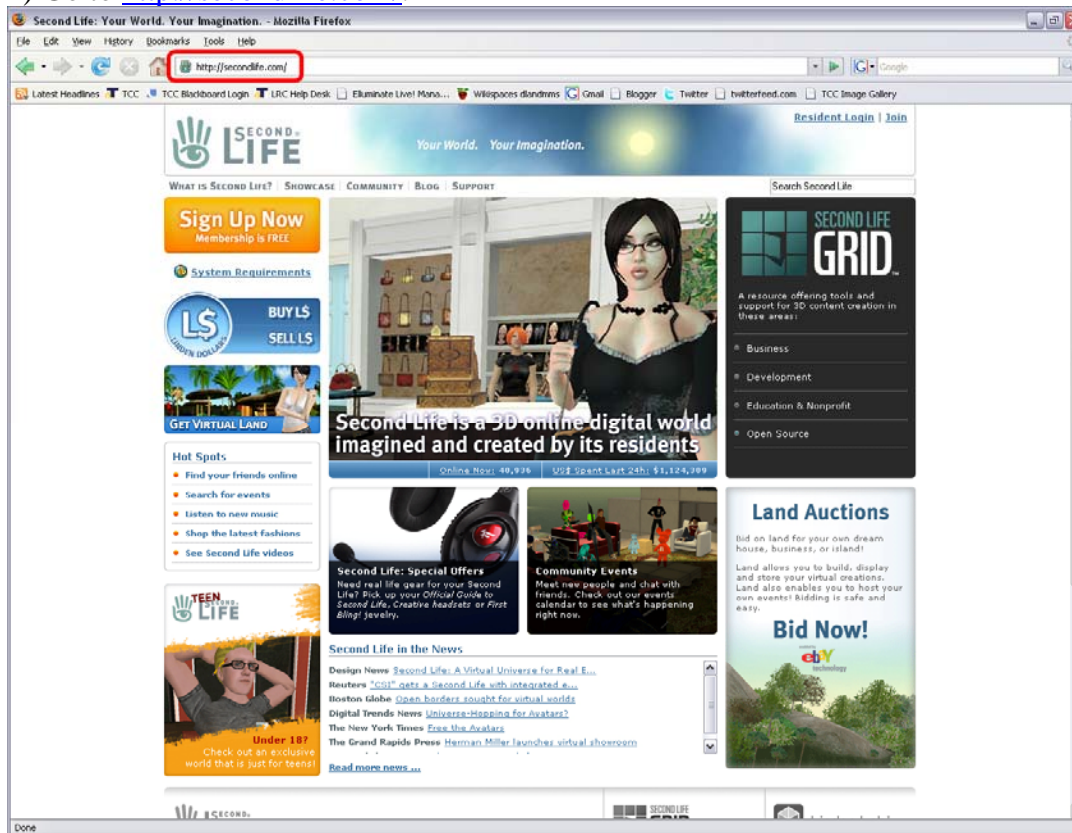 Second Life: Your World. Your Imagination. - Mozilla Firefox
File Edit View History Bookmarks Tools Help
http://secondlife.com/
Google
Latest Headlines TCC TCC Blackboard Login LRC Help Desk Elluminate Live! Mana... Wikispaces dlandrms Gmail Blogger Twitter twitterfeed.com TCC Image Gallery
Resident Login | Join
SECOND LIFE
Your World. Your Imagination.
WHAT IS SECOND LIFE? SHOWCASE COMMUNITY BLOG SUPPORT
Search Second Life
Sign Up Now
Membership is FREE
System Requirements
L$
LINDEN DOLLARS
BUY L$
SELL L$
GET VIRTUAL LAND
Hot Spots
Find your friends online
Search for events
Listen to new music
Shop the latest fashions
See Second Life videos
TEEN
LIFE
Under 18?
Check out an exclusive
world that is just for teens!
Second Life is a 3D online digital world
imagined and created by its residents
Online Now: 48,936 US$ Spent Last 24h: $1,124,309
Second Life: Special Offers
Need real life gear for your Second
Life? Pick up your Official Guide to
Second Life, Creative headsets or First
Bling! jewelry.
Community Events
Meet new people and chat with
friends. Check out our events
calendar to see what's happening
right now.
Second Life in the News
Design News Second Life: A Virtual Universe for Real E...
Reuters "CSI" gets a Second Life with integrated e...
Boston Globe Open borders sought for virtual worlds
Digital Trends News Universe-Hopping for Avatars?
The New York Times Free the Avatars
The Grand Rapids Press Herman Miller launches virtual showroom
Read more news ...
SECOND LIFE
GRID
A resource offering tools and
support for 3D content creation in
these areas:
Business
Development
Education & Nonprofit
Open Source
Land Auctions
Bid on land for your own dream
house, business, or island!
Land allows you to build, display
and store your virtual creations.
Land also enables you to host your
own events! Bidding is safe and
easy.
Bid Now!
ebY
technology
SECOND
SECOND LIFE
Done